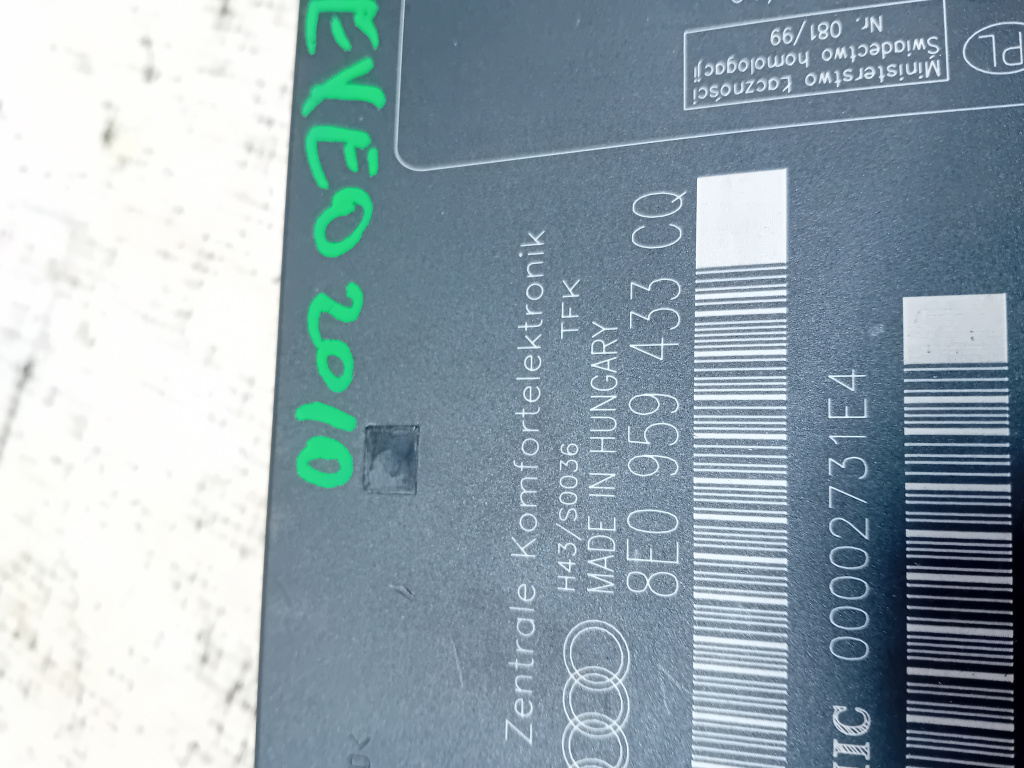 EXEO 2010
Zentrale Komfortelektronik
H43/S0036 TFK
MADE IN HUNGARY
8E0 959 433 CQ
00002731E4
PL
Ministerstwo Łączności
Świadectwo homologacji
Nr. 081/99